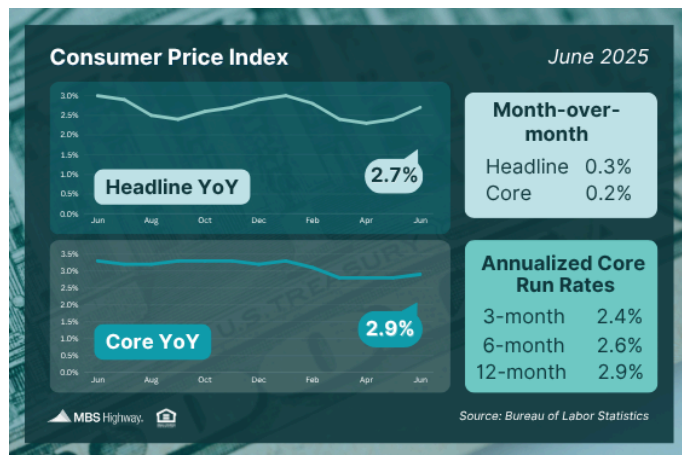 Consumer Price Index
June 2025
3.0%
2.5%
2.0%
1.5%
1.0%
0.5%
0.0%
Headline YoY
2.7%
Jun Aug Oct Dec Feb Apr Jun
3.5%
3.0%
2.5%
2.0%
1.5%
1.0%
0.5%
0.0%
Core YoY
2.9%
Jun Aug Oct Dec Feb Apr Jun
U.S. TREASURY
Month-over-
month
Headline 0.3%
Core 0.2%
Annualized Core
Run Rates
3-month 2.4%
6-month 2.6%
12-month 2.9%
MBS Highway.
Source: Bureau of Labor Statistics